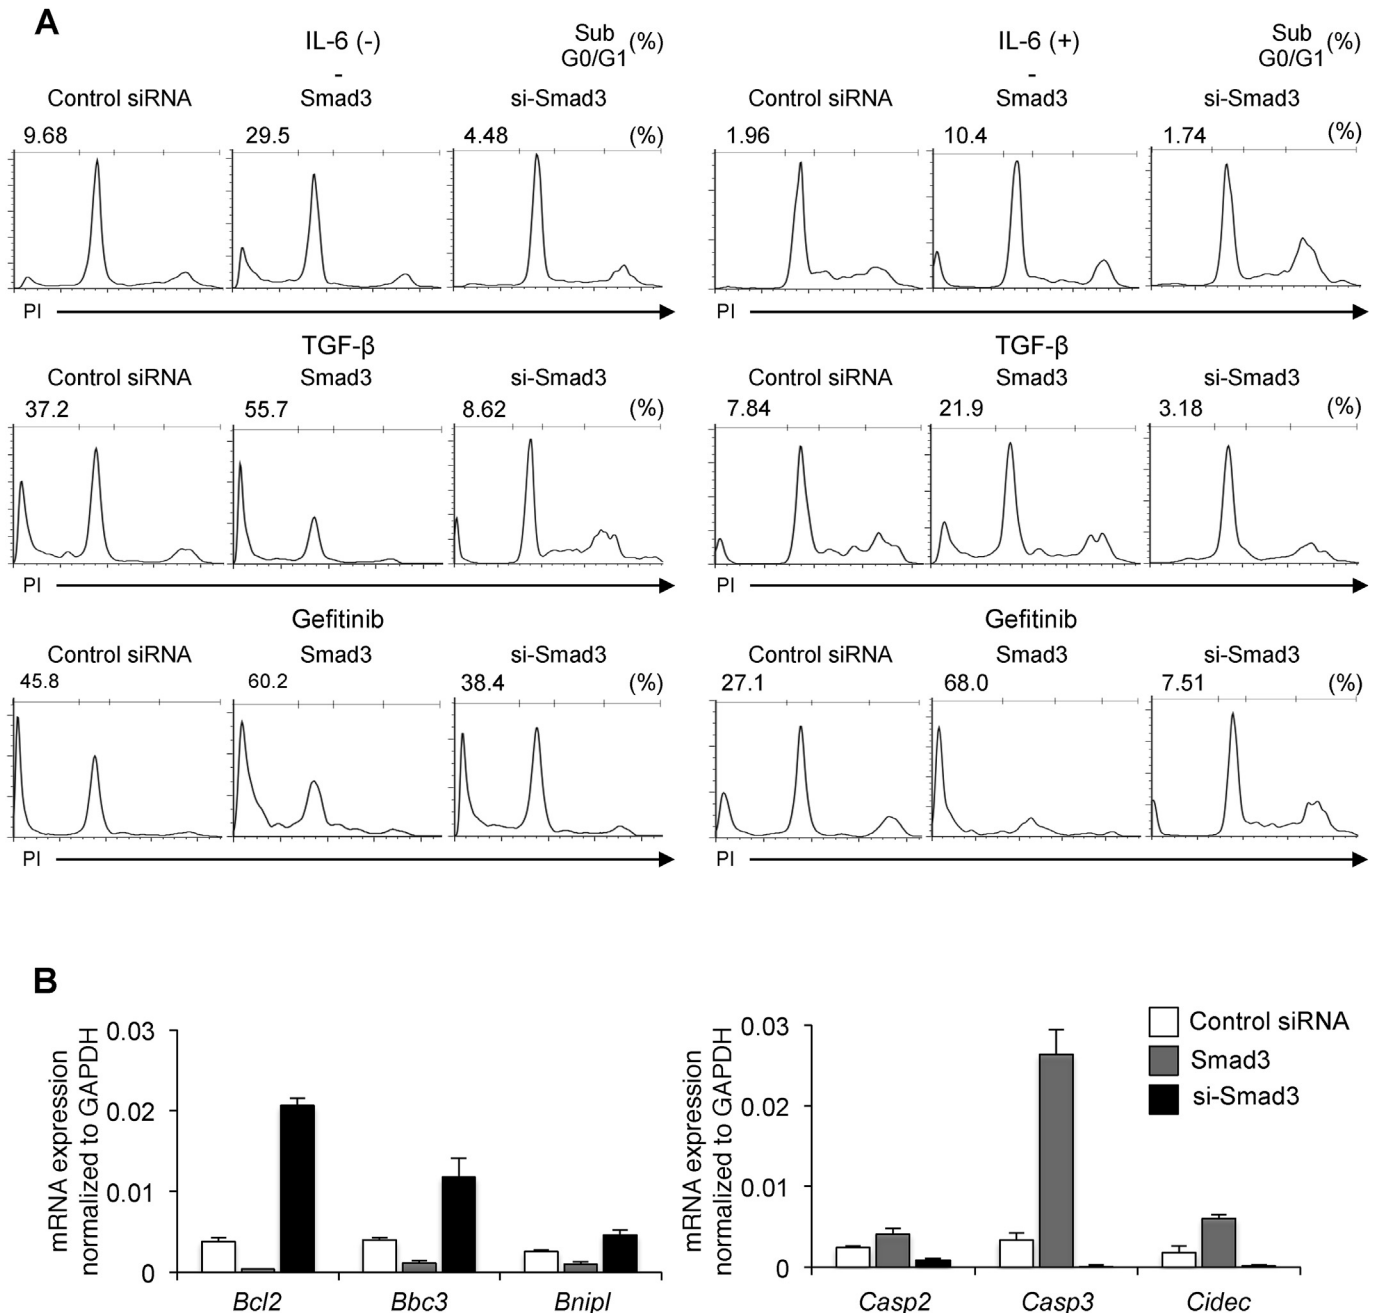 A
IL-6 (-)
Sub G0/G1 (%)
-
Control siRNA Smad3 si-Smad3
9.68 29.5 4.48 (%)
PI
TGF-β
Control siRNA Smad3 si-Smad3
37.2 55.7 8.62 (%)
PI
Gefitinib
Control siRNA Smad3 si-Smad3
45.8 60.2 38.4 (%)
PI
IL-6 (+)
Sub G0/G1 (%)
-
Control siRNA Smad3 si-Smad3
1.96 10.4 1.74 (%)
PI
TGF-β
Control siRNA Smad3 si-Smad3
7.84 21.9 3.18 (%)
PI
Gefitinib
Control siRNA Smad3 si-Smad3
27.1 68.0 7.51 (%)
PI
B
mRNA expression
normalized to GAPDH
0.03
0.02
0.01
0
Bcl2 Bbc3 Bnipl
mRNA expression
normalized to GAPDH
0.03
0.02
0.01
0
Casp2 Casp3 Cidec
Control siRNA
Smad3
si-Smad3